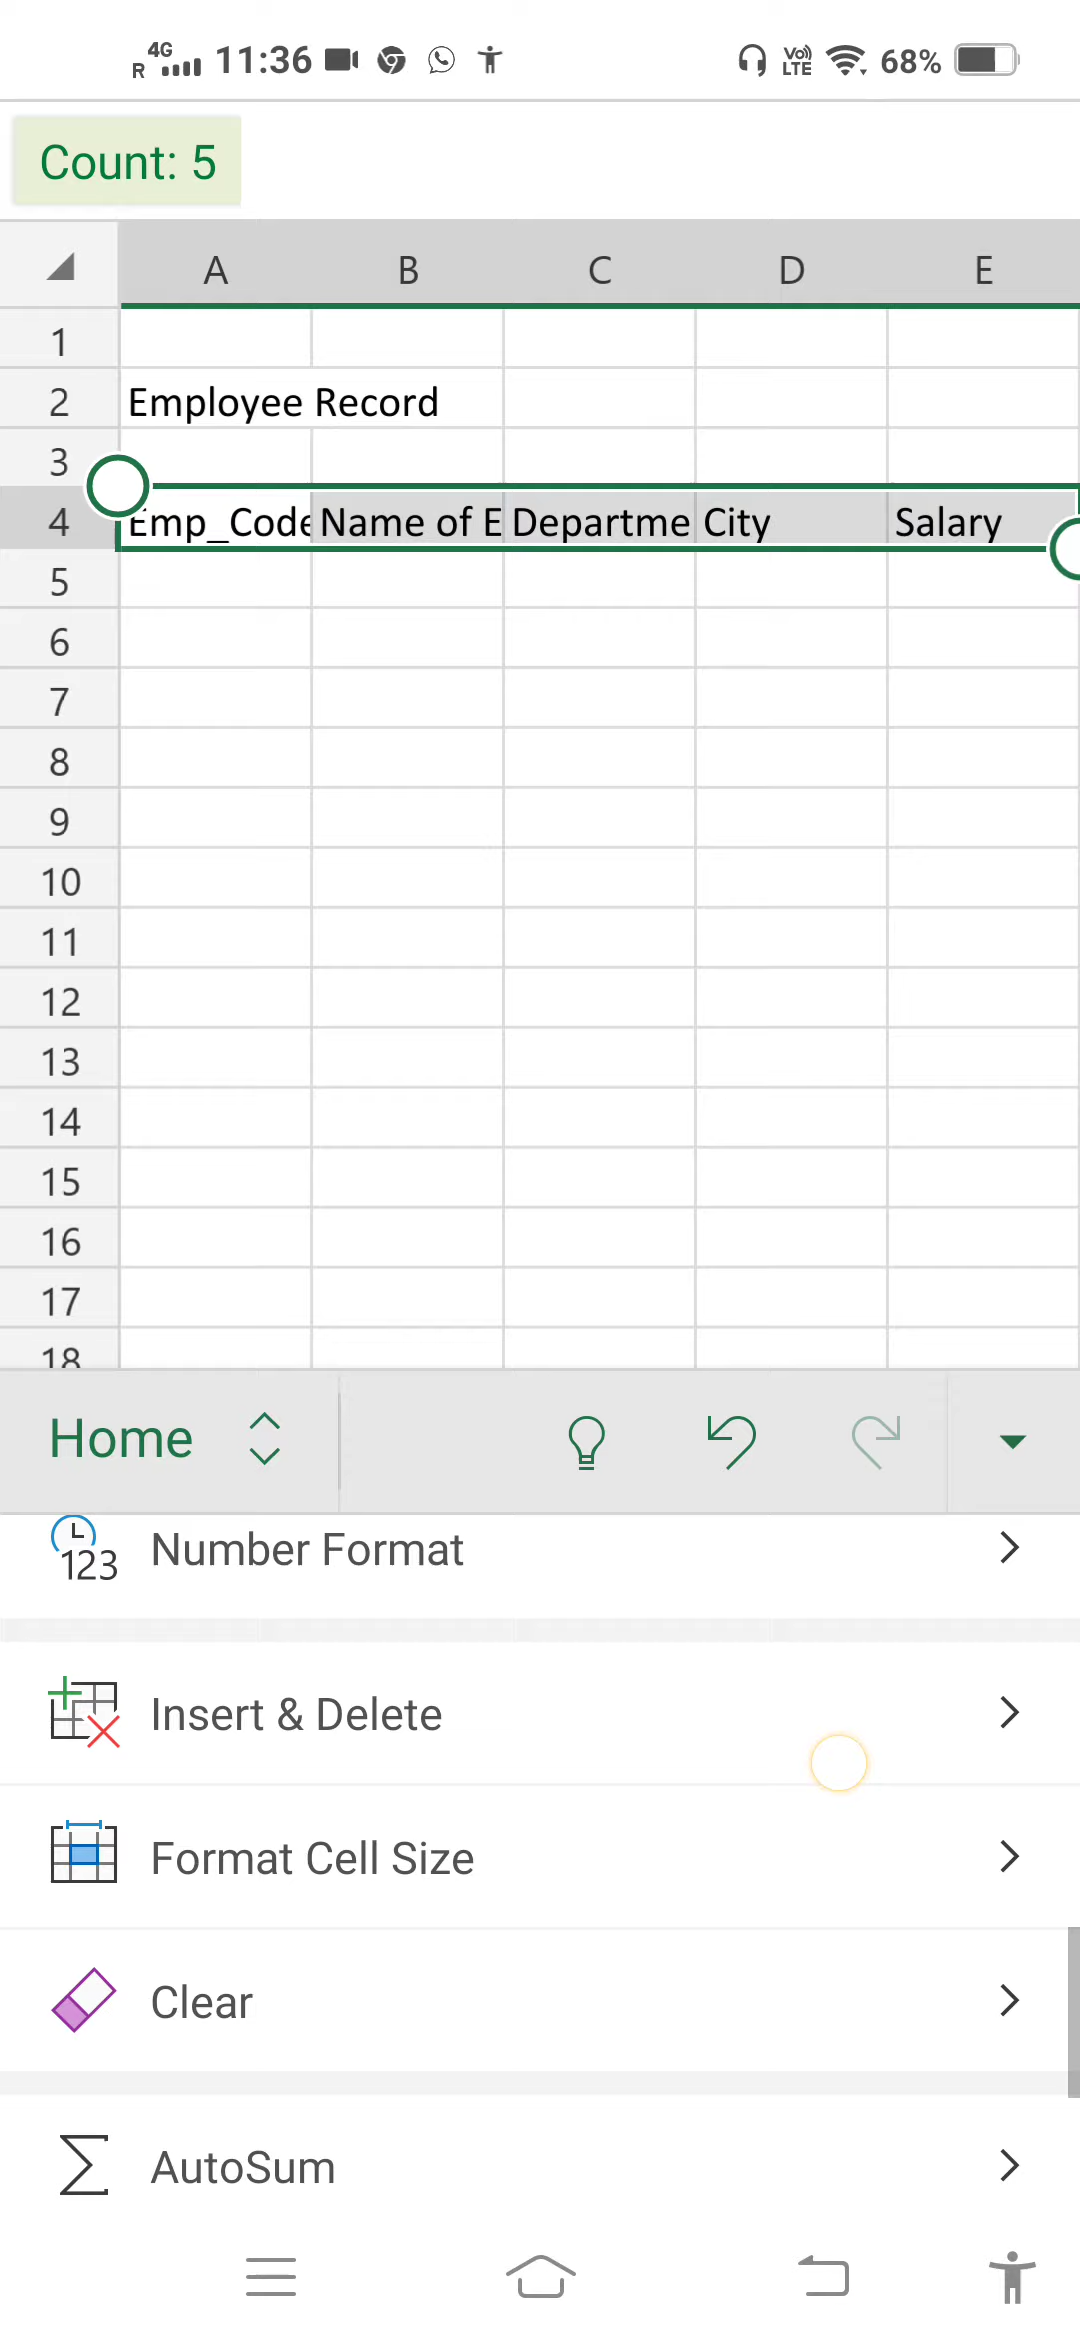 4G
R 11:36 Vo)) LTE 68%
Count: 5
A B C D E
1
2 Employee Record
3
4 Emp_Code Name of E Departme City Salary
5
6
7
8
9
10
11
12
13
14
15
16
17
18
Home
123 Number Format
Insert & Delete
Format Cell Size
Clear
AutoSum